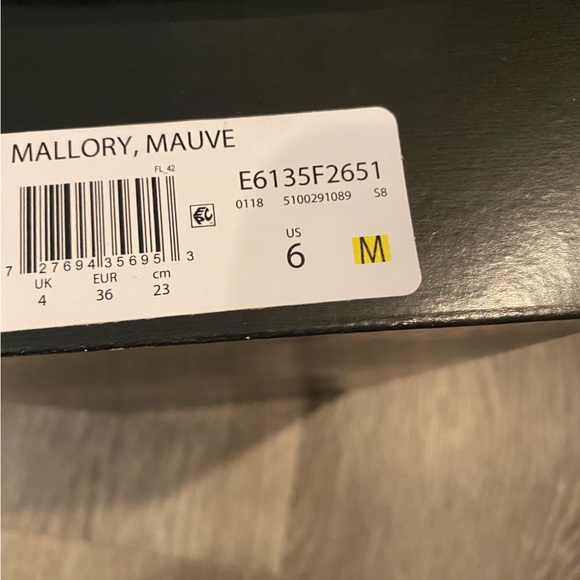 MALLORY, MAUVE
FL_42
E6135F2651
0118 5100291089 S8
7 27694 35695 3
US
6 M
UK EUR cm
4 36 23